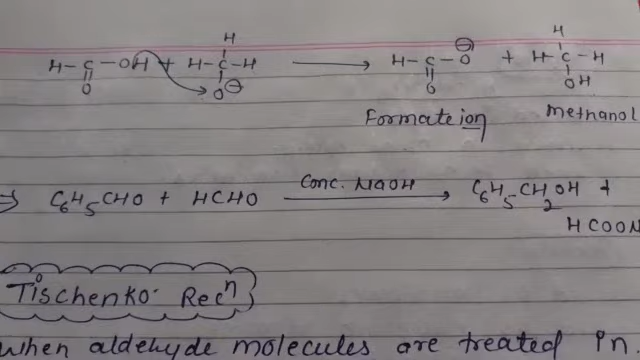 H
H-C-OH + H-C-H → H-C-O⊖ + H-C-H
O
O⊖
O
OH
H
Formate ion
Methanol
⇒ C6H5CHO + HCHO Conc. NaOH → C6H5CH2OH +
HCOON
Tischenko Recn
when aldehyde molecules are treated in